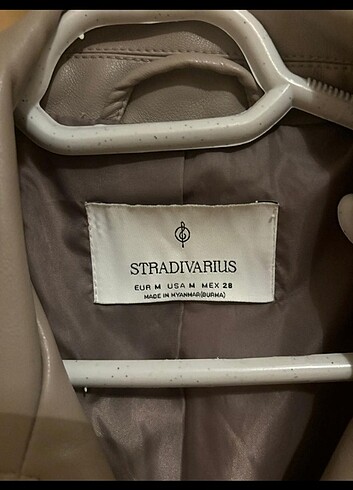 STRADIVARIUS
EUR M USA M MEX 28
MADE IN MYANMAR(BURMA)